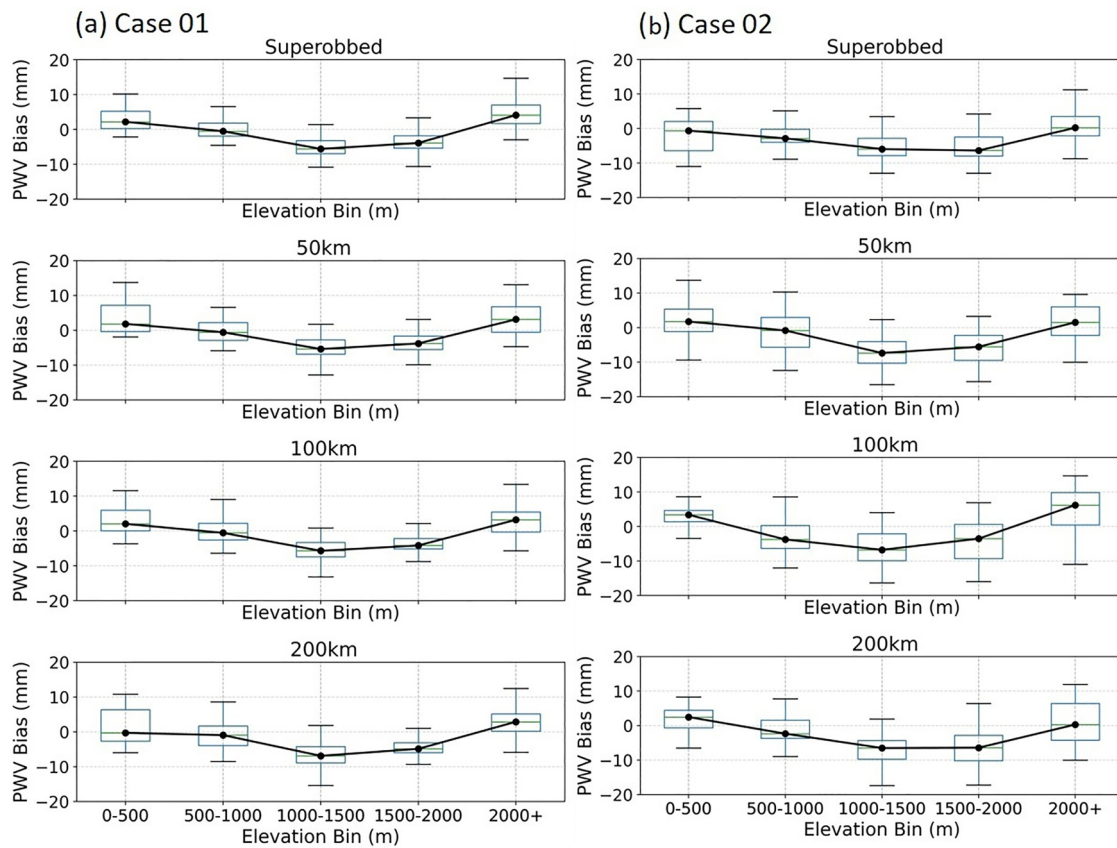 (a) Case 01
Superobbed
20
10
0
−10
−20
PWV Bias (mm)
Elevation Bin (m)
50km
20
10
0
−10
−20
PWV Bias (mm)
Elevation Bin (m)
100km
20
10
0
−10
−20
PWV Bias (mm)
Elevation Bin (m)
200km
20
10
0
−10
−20
PWV Bias (mm)
0-500 500-1000 1000-1500 1500-2000 2000+
Elevation Bin (m)
(b) Case 02
Superobbed
20
10
0
−10
−20
PWV Bias (mm)
Elevation Bin (m)
50km
20
10
0
−10
−20
PWV Bias (mm)
Elevation Bin (m)
100km
20
10
0
−10
−20
PWV Bias (mm)
Elevation Bin (m)
200km
20
10
0
−10
−20
PWV Bias (mm)
0-500 500-1000 1000-1500 1500-2000 2000+
Elevation Bin (m)